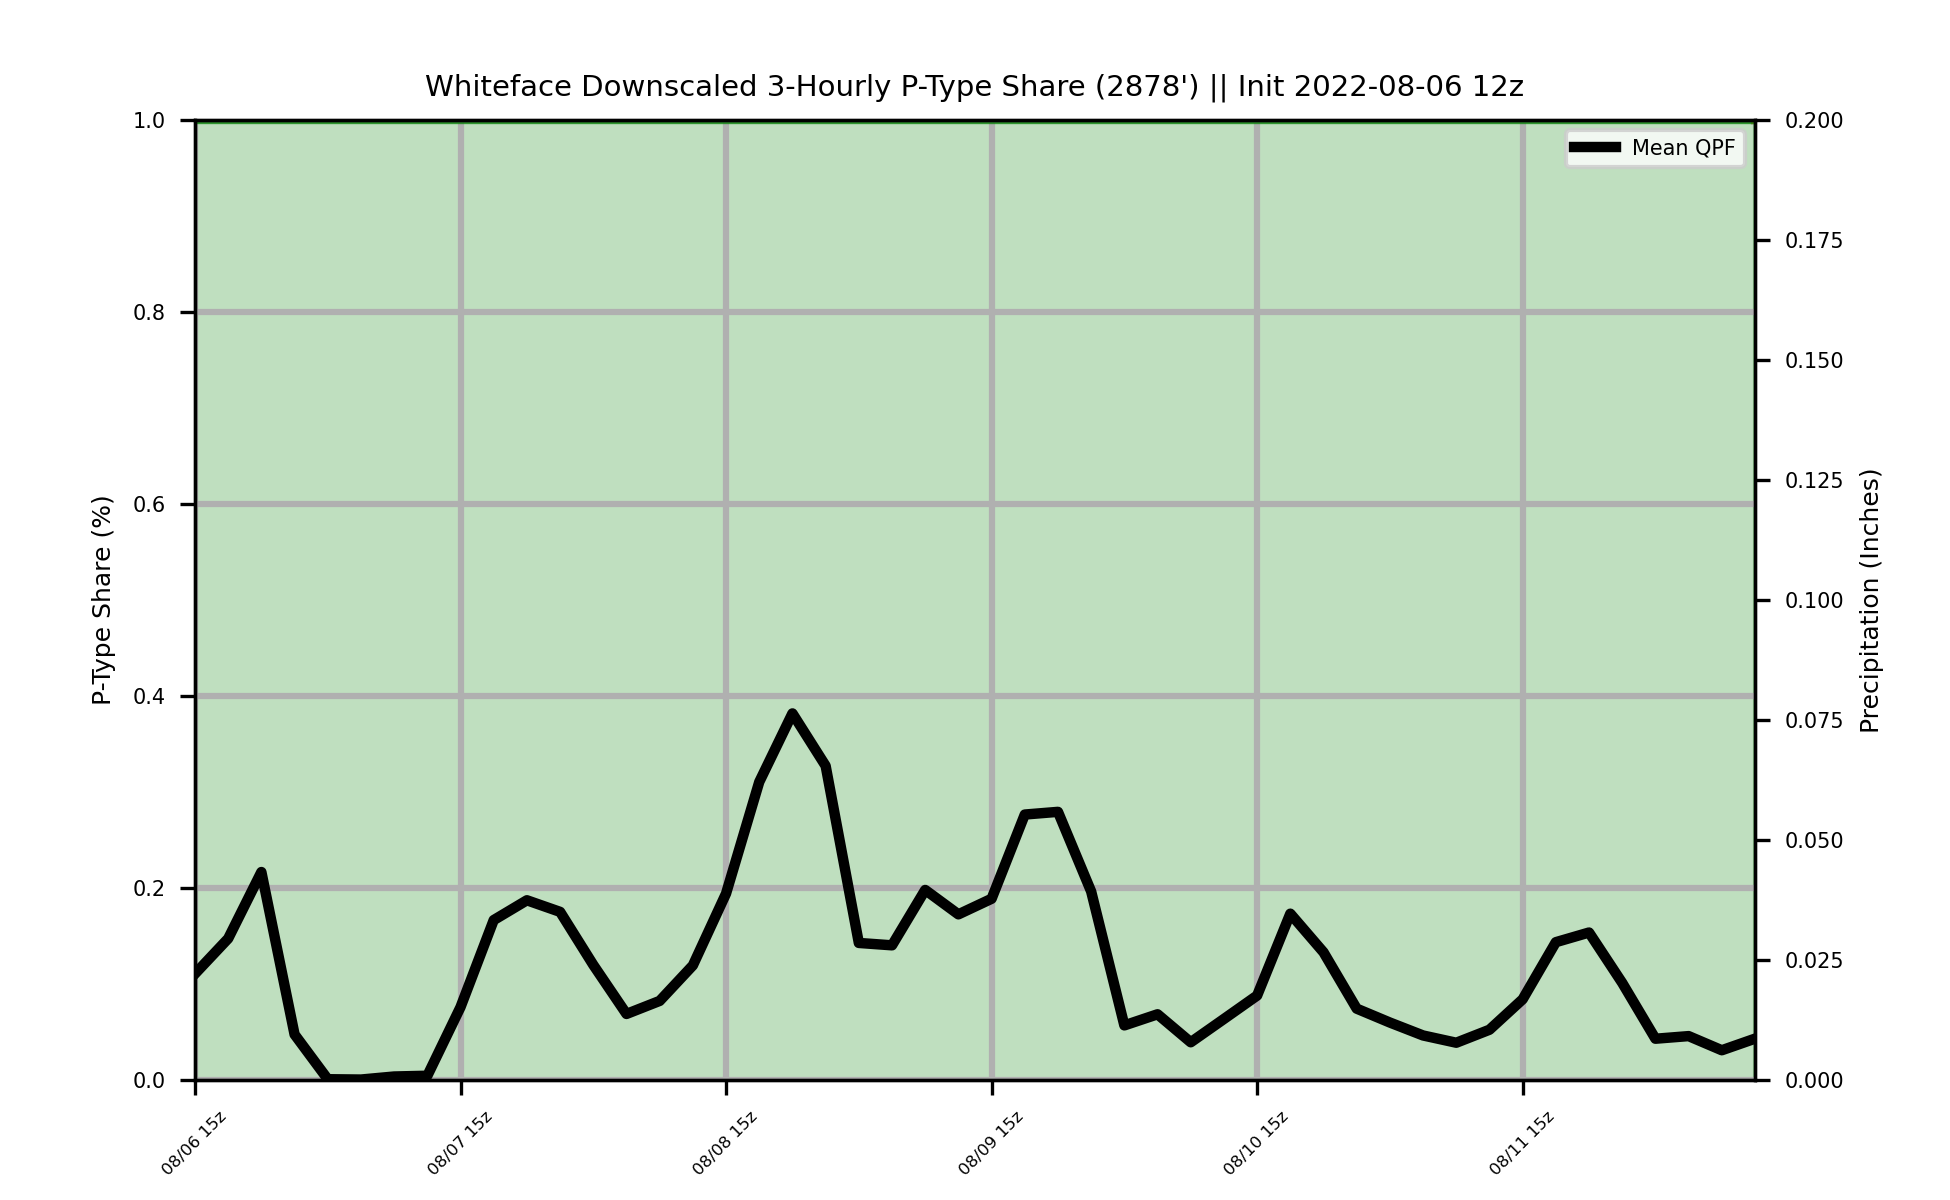 Whiteface Downscaled 3-Hourly P-Type Share (2878') || Init 2022-08-06 12z
Mean QPF
P-Type Share (%)
1.0
0.8
0.6
0.4
0.2
0.0
0.200
0.175
0.150
0.125
0.100
0.075
0.050
0.025
0.000
Precipitation (Inches)
08/06 15z
08/07 15z
08/08 15z
08/09 15z
08/10 15z
08/11 15z